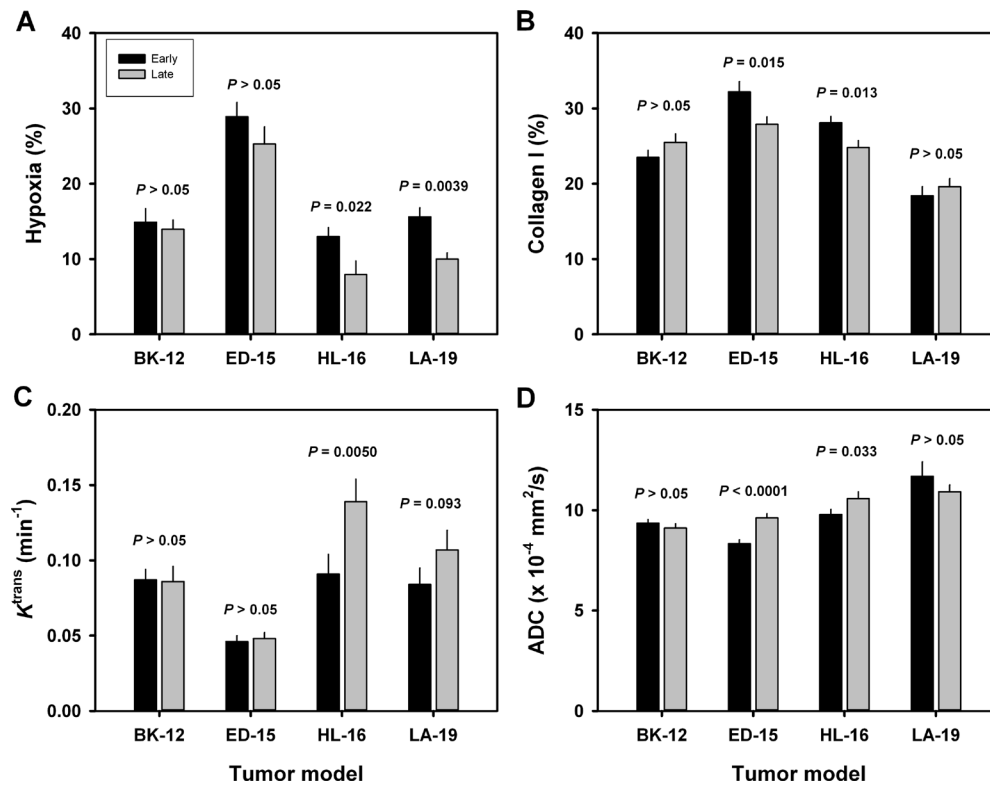 A
Early
Late
Hypoxia (%)
40
30
20
10
0
P > 0.05
P > 0.05
P = 0.022
P = 0.0039
BK-12 ED-15 HL-16 LA-19
B
Collagen I (%)
40
30
20
10
0
P > 0.05
P = 0.015
P = 0.013
P > 0.05
BK-12 ED-15 HL-16 LA-19
C
Ktrans (min-1)
0.20
0.15
0.10
0.05
0.00
P > 0.05
P > 0.05
P = 0.0050
P = 0.093
BK-12 ED-15 HL-16 LA-19
Tumor model
D
ADC (x 10-4 mm2/s)
15
10
5
0
P > 0.05
P < 0.0001
P = 0.033
P > 0.05
BK-12 ED-15 HL-16 LA-19
Tumor model